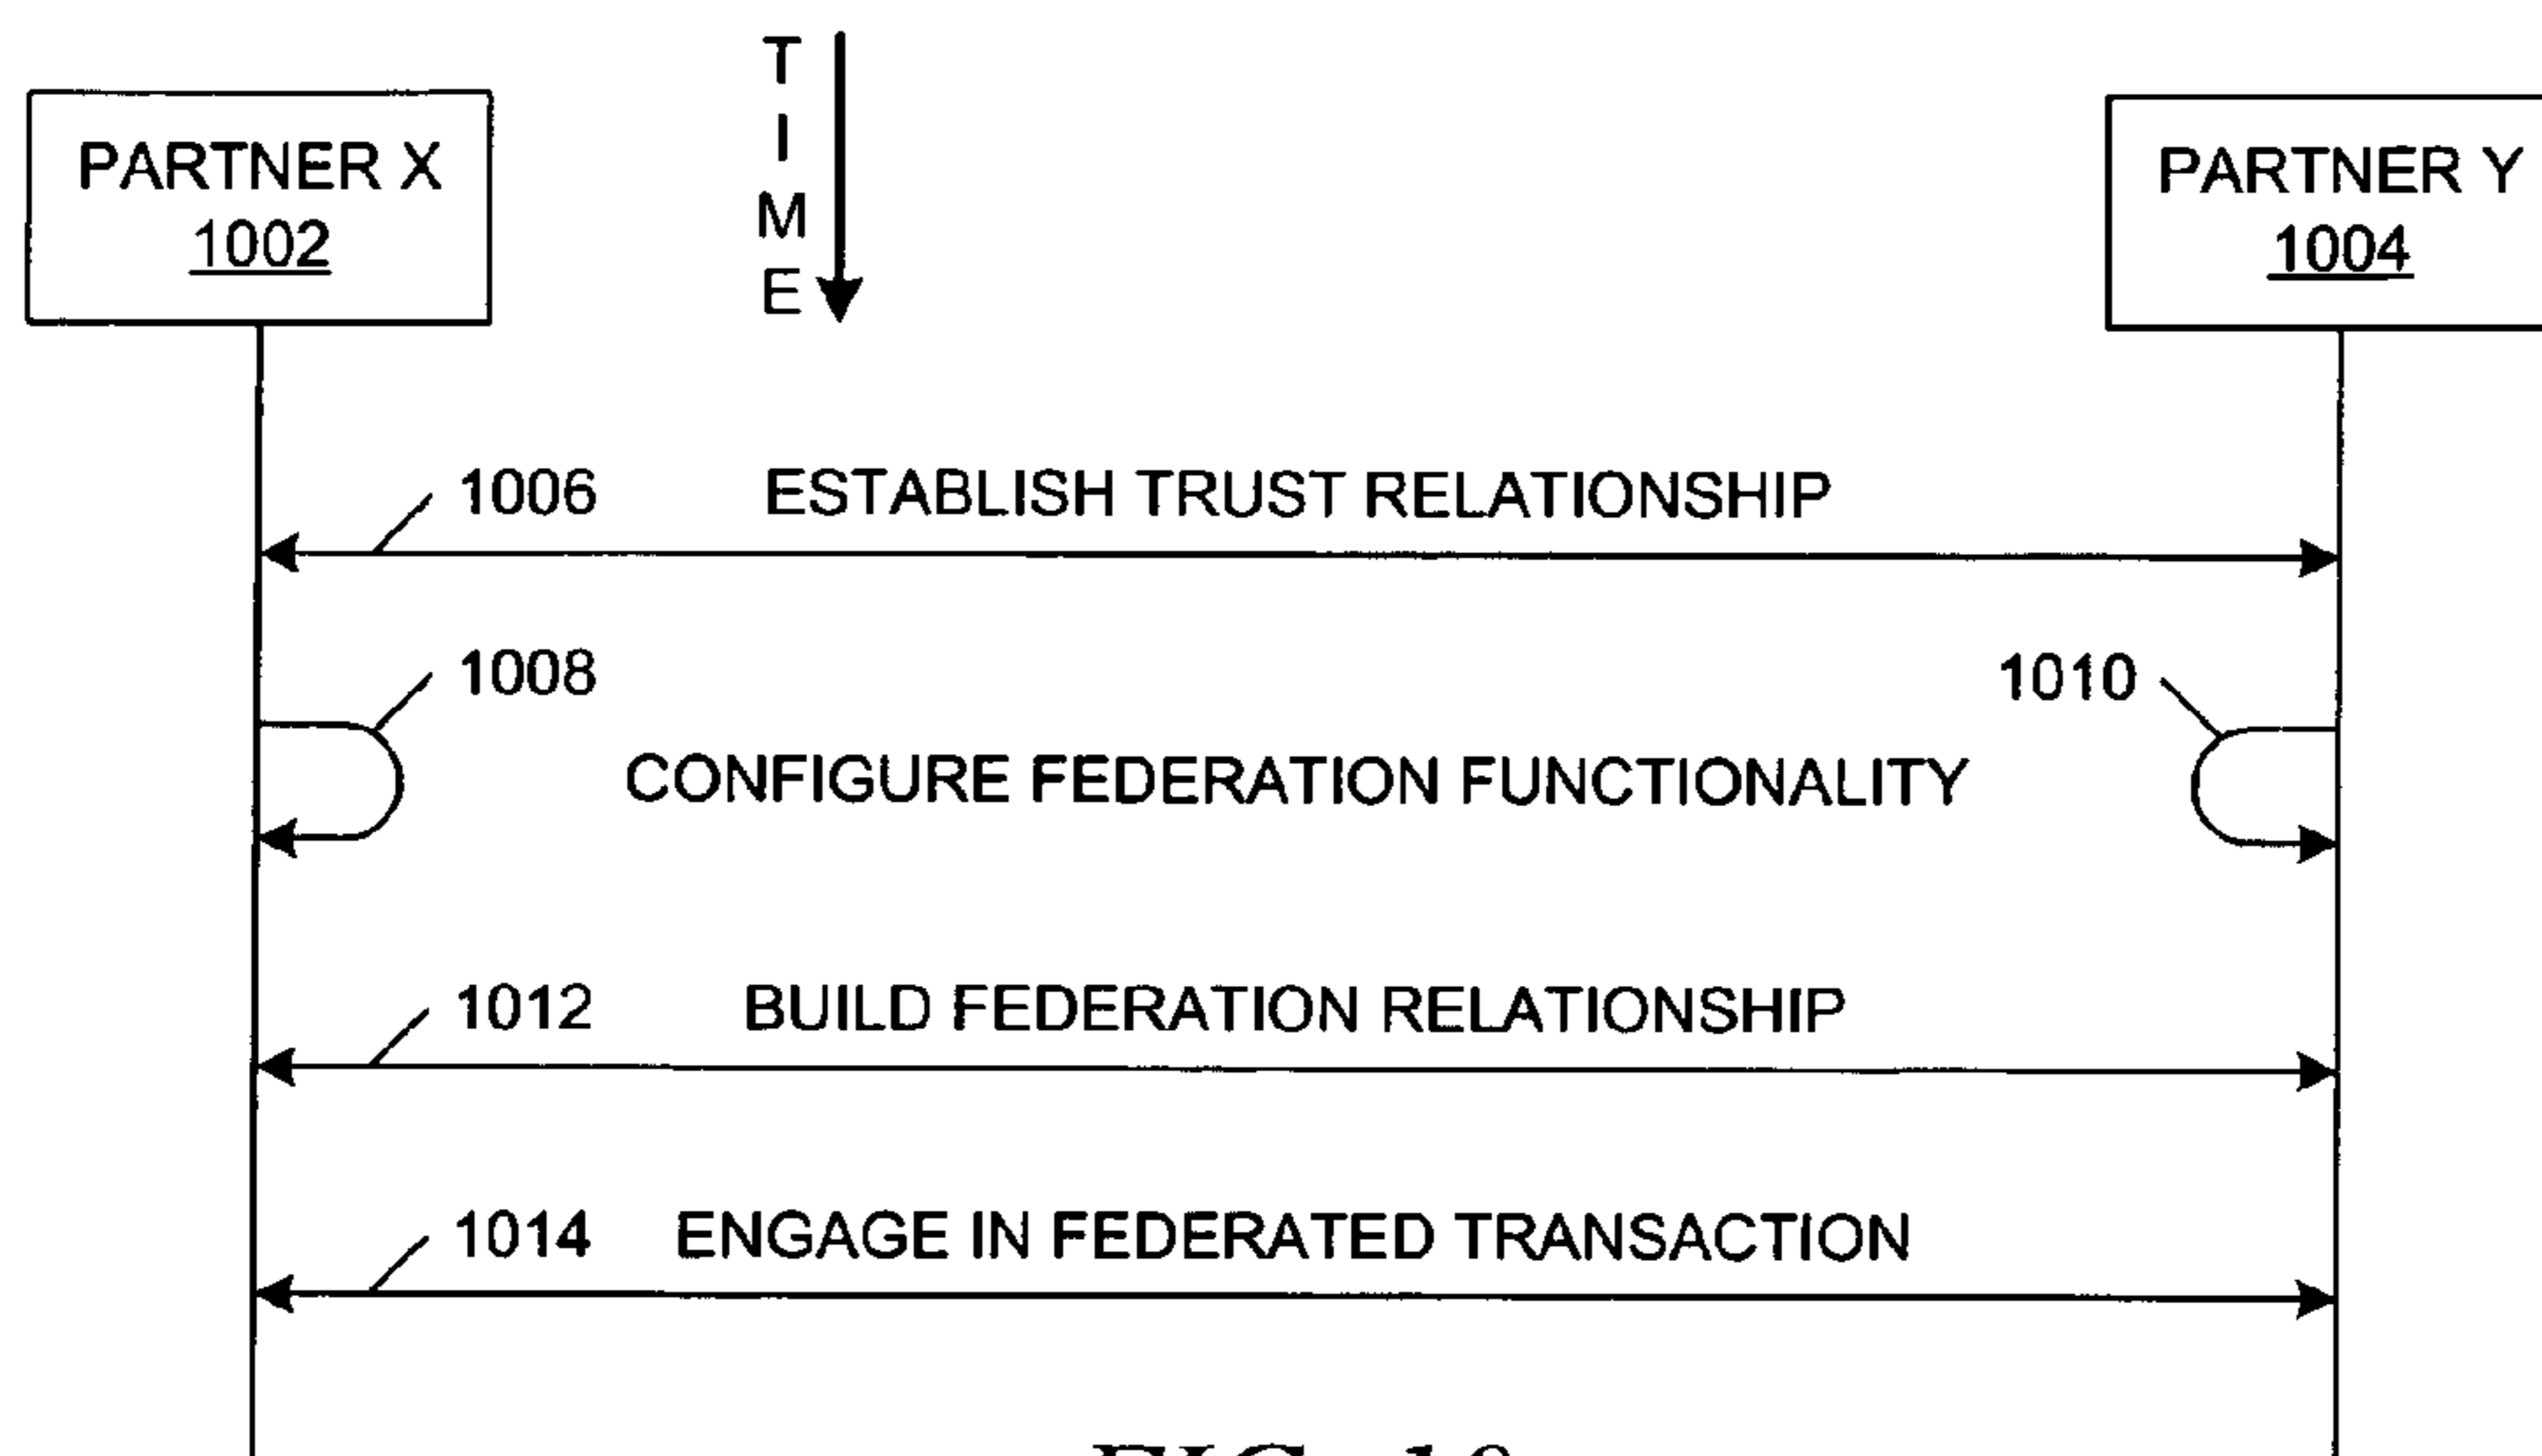 TIME
PARTNER X
1002
PARTNER Y
1004
1006 ESTABLISH TRUST RELATIONSHIP
1008
1010
CONFIGURE FEDERATION FUNCTIONALITY
1012 BUILD FEDERATION RELATIONSHIP
1014 ENGAGE IN FEDERATED TRANSACTION